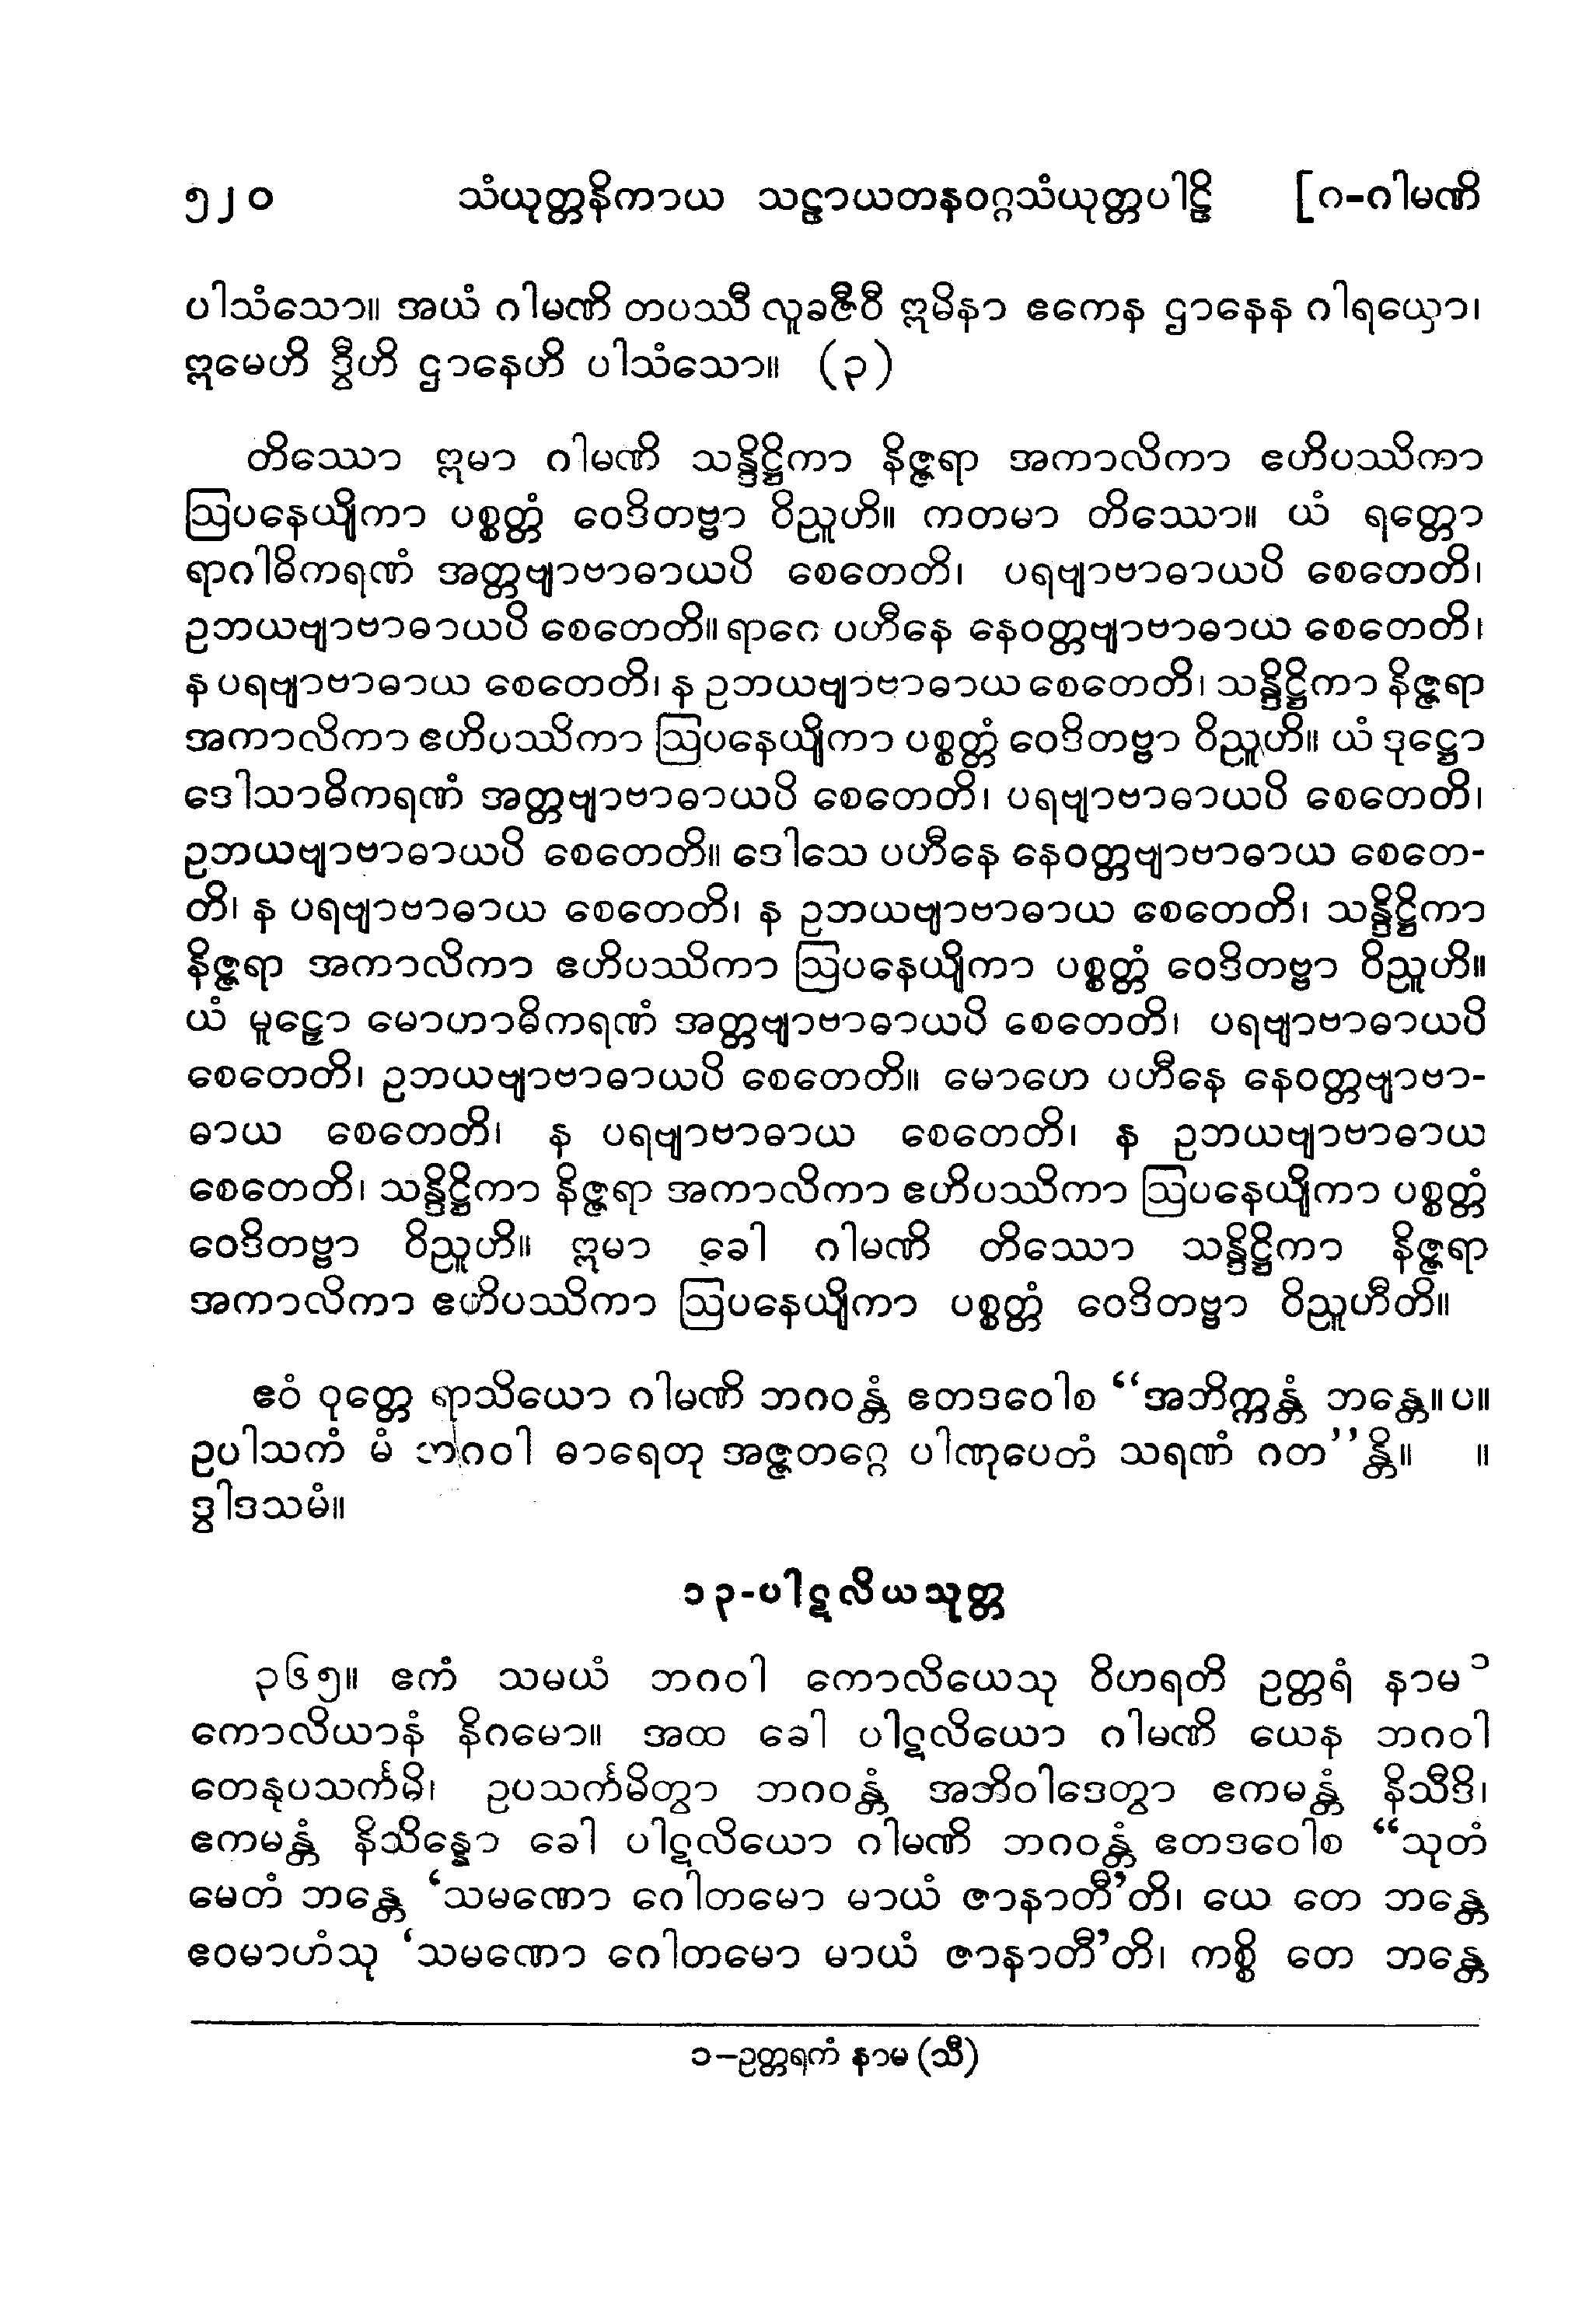 ၅၂၀ သံယုတ္တနိကာယ သဠာယတနဝဂ္ဂသံယုတ္တပါဠိ [၈-ဂါမဏိ
ပါသံသော။ အယံ ဂါမဏိ တပဿီ လူခဇီဝီ ဣမိနာ ဧကေန ဌာနေန ဂါရယှော၊
ဣမေဟိ ဒွီဟိ ဌာနေဟိ ပါသံသော။ (၃)
တိဿော ဣမာ ဂါမဏိ သန္ဒိဋ္ဌိကာ နိဇ္ဇရာ အကာလိကာ ဧဟိပဿိကာ
ဩပနေယျိကာ ပစ္စတ္တံ ဝေဒိတဗ္ဗာ ဝိညူဟိ။ ကတမာ တိဿော။ ယံ ရတ္တော
ရာဂါဓိကရဏံ အတ္တဗျာဗာဓာယပိ စေတေတိ၊ ပရဗျာဗာဓာယပိ စေတေတိ၊
ဥဘယဗျာဗာဓာယပိ စေတေတိ။ ရာဂေ ပဟီနေ နေဝတ္တဗျာဗာဓာယ စေတေတိ၊
န ပရဗျာဗာဓာယ စေတေတိ၊ န ဥဘယဗျာဗာဓာယ စေတေတိ၊ သန္ဒိဋ္ဌိကာ နိဇ္ဇရာ
အကာလိကာ ဧဟိပဿိကာ ဩပနေယျိကာ ပစ္စတ္တံ ဝေဒိတဗ္ဗာ ဝိညူဟိ။ ယံ ဒုဋ္ဌော
ဒေါသာဓိကရဏံ အတ္တဗျာဗာဓာယပိ စေတေတိ၊ ပရဗျာဗာဓာယပိ စေတေတိ၊
ဥဘယဗျာဗာဓာယပိ စေတေတိ။ ဒေါသေ ပဟီနေ နေဝတ္တဗျာဗာဓာယ စေတေ-
တိ၊ န ပရဗျာဗာဓာယ စေတေတိ၊ န ဥဘယဗျာဗာဓာယ စေတေတိ၊ သန္ဒိဋ္ဌိကာ
နိဇ္ဇရာ အကာလိကာ ဧဟိပဿိကာ ဩပနေယျိကာ ပစ္စတ္တံ ဝေဒိတဗ္ဗာ ဝိညူဟိ။
ယံ မူဠှော မောဟာဓိကရဏံ အတ္တဗျာဗာဓာယပိ စေတေတိ၊ ပရဗျာဗာဓာယပိ
စေတေတိ၊ ဥဘယဗျာဗာဓာယပိ စေတေတိ။ မောဟေ ပဟီနေ နေဝတ္တဗျာဗာ-
ဓာယ စေတေတိ၊ န ပရဗျာဗာဓာယ စေတေတိ၊ န ဥဘယဗျာဗာဓာယ
စေတေတိ၊ သန္ဒိဋ္ဌိကာ နိဇ္ဇရာ အကာလိကာ ဧဟိပဿိကာ ဩပနေယျိကာ ပစ္စတ္တံ
ဝေဒိတဗ္ဗာ ဝိညူဟိ။ ဣမာ ခေါ ဂါမဏိ တိဿော သန္ဒိဋ္ဌိကာ နိဇ္ဇရာ
အကာလိကာ ဧဟိပဿိကာ ဩပနေယျိကာ ပစ္စတ္တံ ဝေဒိတဗ္ဗာ ဝိညူဟီတိ။
ဧဝံ ဝုတ္တေ ရာသိယော ဂါမဏိ ဘဂဝန္တံ ဧတဒဝေါစ “အဘိက္ကန္တံ ဘန္တေ။ပ။
ဥပါသကံ မံ ဘဂဝါ ဓာရေတု အဇ္ဇတဂ္ဂေ ပါဏုပေတံ သရဏံ ဂတ”န္တိ။ ။
ဒွါဒသမံ။
၁၃-ပါဋလိယသုတ္တ
၃၆၅။ ဧကံ သမယံ ဘဂဝါ ကောလိယေသု ဝိဟရတိ ဥတ္တရံ နာမ ၁
ကောလိယာနံ နိဂမော။ အထ ခေါ ပါဋလိယော ဂါမဏိ ယေန ဘဂဝါ
တေနုပသင်္ကမိ၊ ဥပသင်္ကမိတွာ ဘဂဝန္တံ အဘိဝါဒေတွာ ဧကမန္တံ နိသီဒိ၊
ဧကမန္တံ နိသိန္နော ခေါ ပါဋလိယော ဂါမဏိ ဘဂဝန္တံ ဧတဒဝေါစ “သုတံ
မေတံ ဘန္တေ ‘သမဏော ဂေါတမော မာယံ ဇာနာတီ’တိ၊ ယေ တေ ဘန္တေ
ဧဝမာဟံသု ‘သမဏော ဂေါတမော မာယံ ဇာနာတီ’တိ၊ ကစ္စိ တေ ဘန္တေ
၁–ဥတ္တရကံ နာမ (သီ)